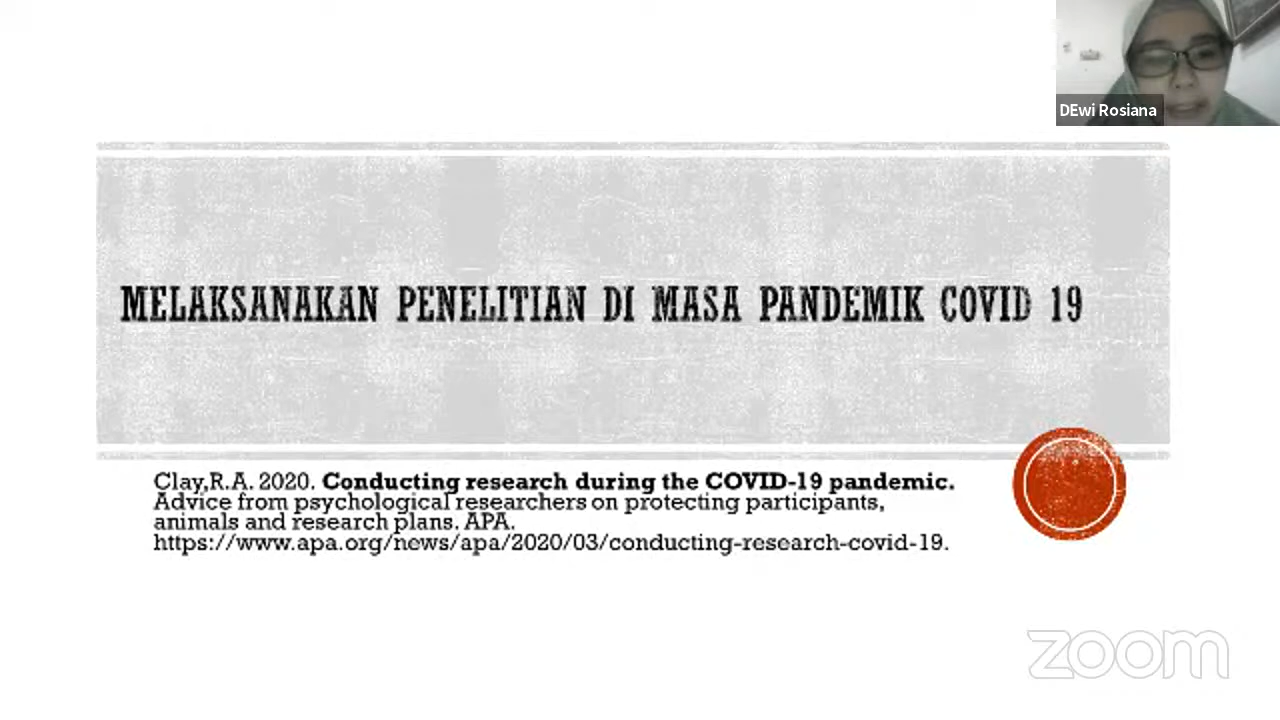 DEwi Rosiana
MELAKSANAKAN PENELITIAN DI MASA PANDEMIK COVID 19
Clay,R.A. 2020. Conducting research during the COVID-19 pandemic.
Advice from psychological researchers on protecting participants,
animals and research plans. APA.
https://www.apa.org/news/apa/2020/03/conducting-research-covid-19.
zoom